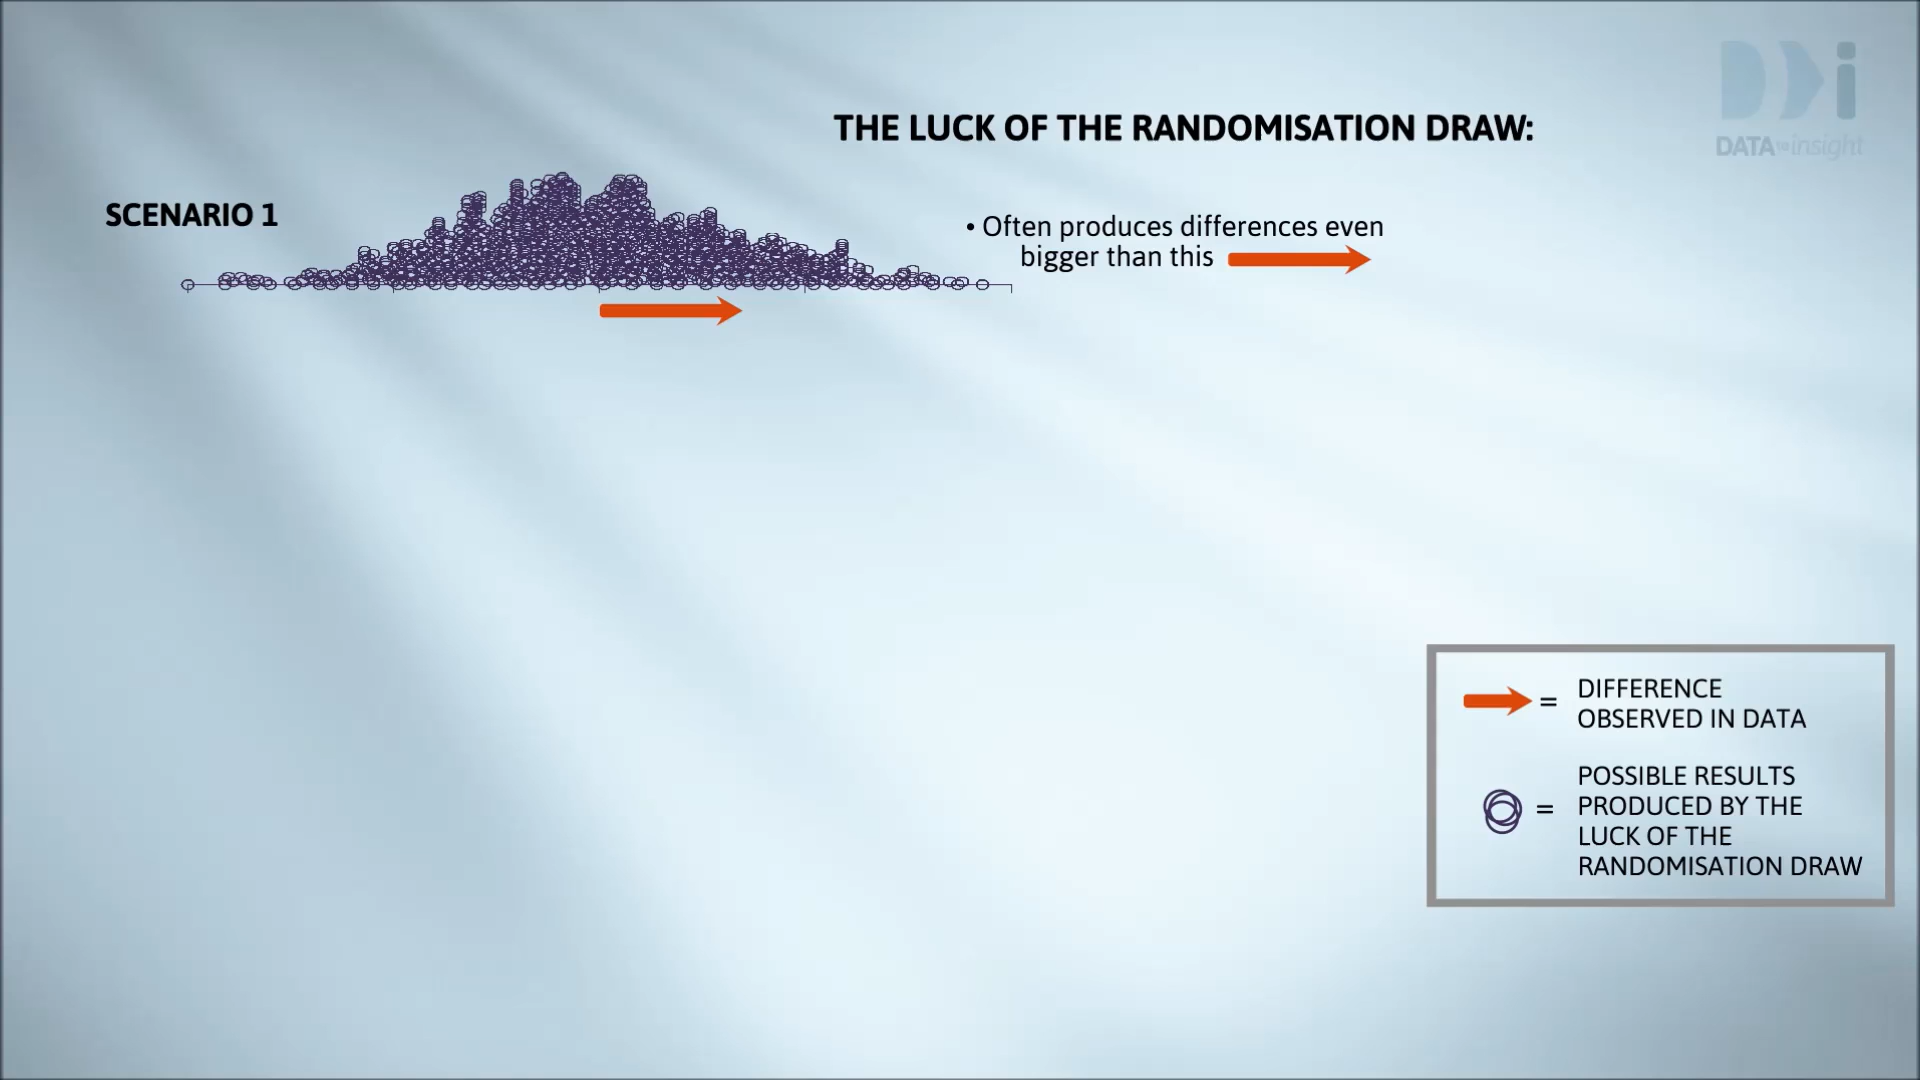 DATA TO insight
THE LUCK OF THE RANDOMISATION DRAW:
SCENARIO 1
• Often produces differences even
bigger than this
= DIFFERENCE
OBSERVED IN DATA
POSSIBLE RESULTS
= PRODUCED BY THE
LUCK OF THE
RANDOMISATION DRAW